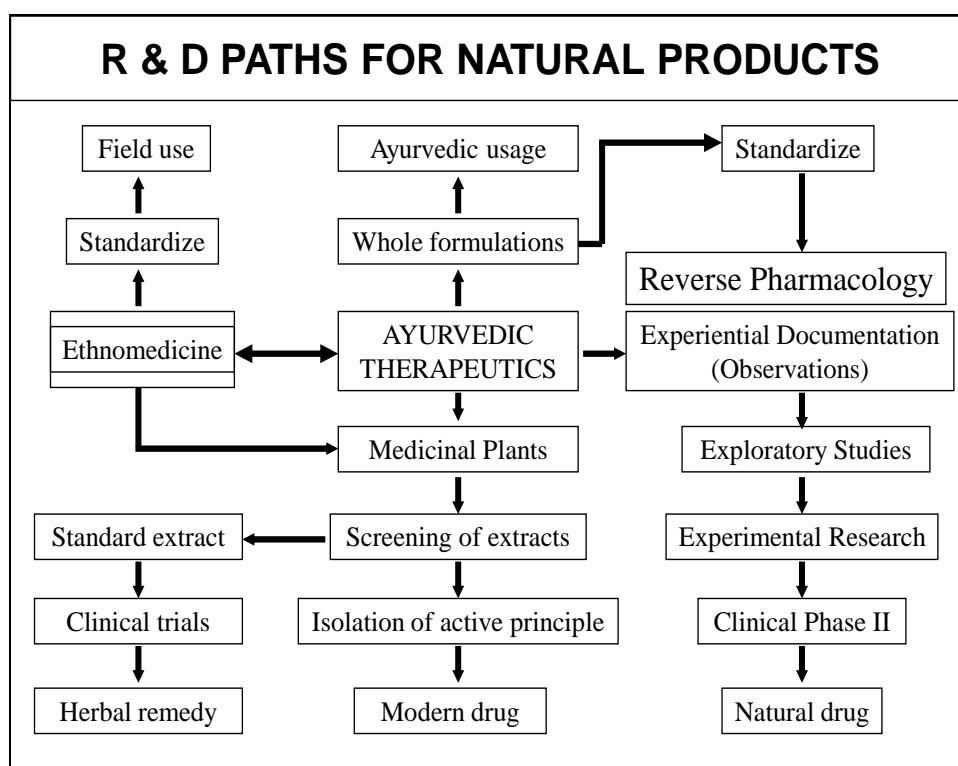 R & D PATHS FOR NATURAL PRODUCTS
Field use
Ayurvedic usage
Standardize
Standardize
Whole formulations
Reverse Pharmacology
Ethnomedicine
AYURVEDIC
THERAPEUTICS
Experiential Documentation
(Observations)
Medicinal Plants
Exploratory Studies
Standard extract
Screening of extracts
Experimental Research
Clinical trials
Isolation of active principle
Clinical Phase II
Herbal remedy
Modern drug
Natural drug